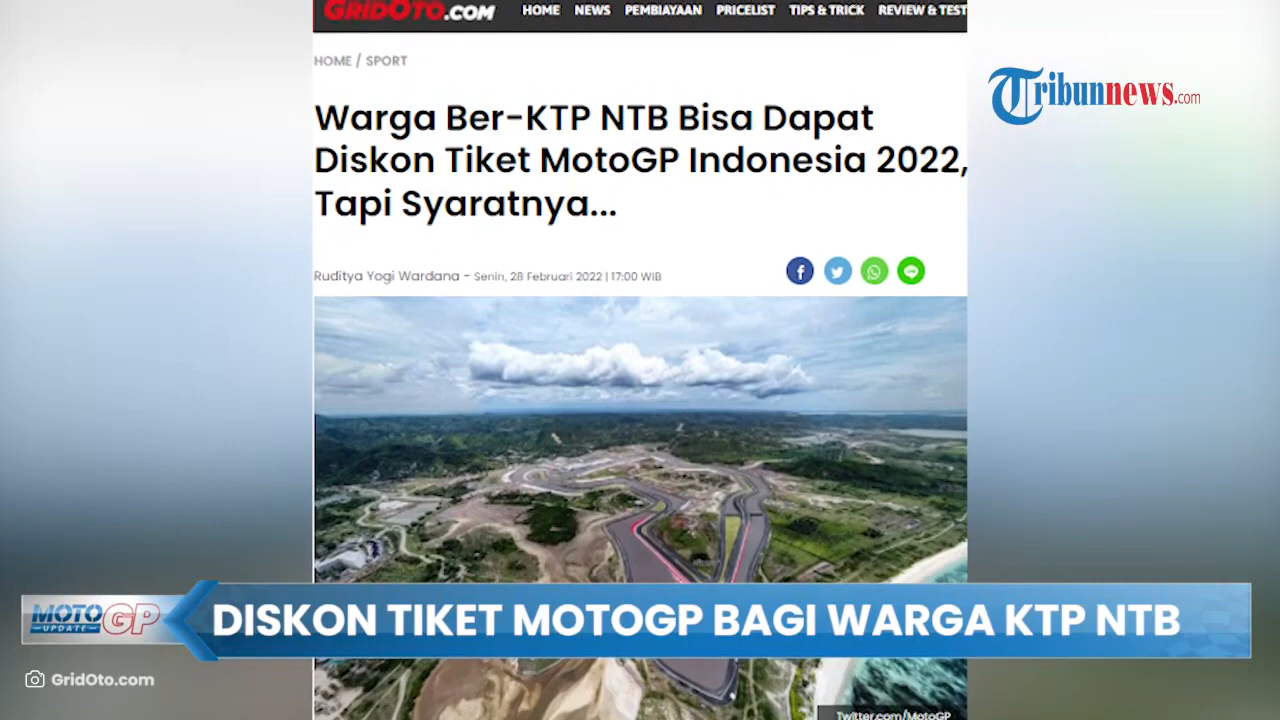 GRIDOTO.COM HOME NEWS PEMBIAYAAN PRICELIST TIPS & TRICK REVIEW & TEST
Tribunnews.com
HOME / SPORT
Warga Ber-KTP NTB Bisa Dapat
Diskon Tiket MotoGP Indonesia 2022,
Tapi Syaratnya...
Ruditya Yogi Wardana - Senin, 28 Februari 2022 | 17:00 WIB
MOTO GP
UPDATE
DISKON TIKET MOTOGP BAGI WARGA KTP NTB
GridOto.com
Twitter.com/MotoGP